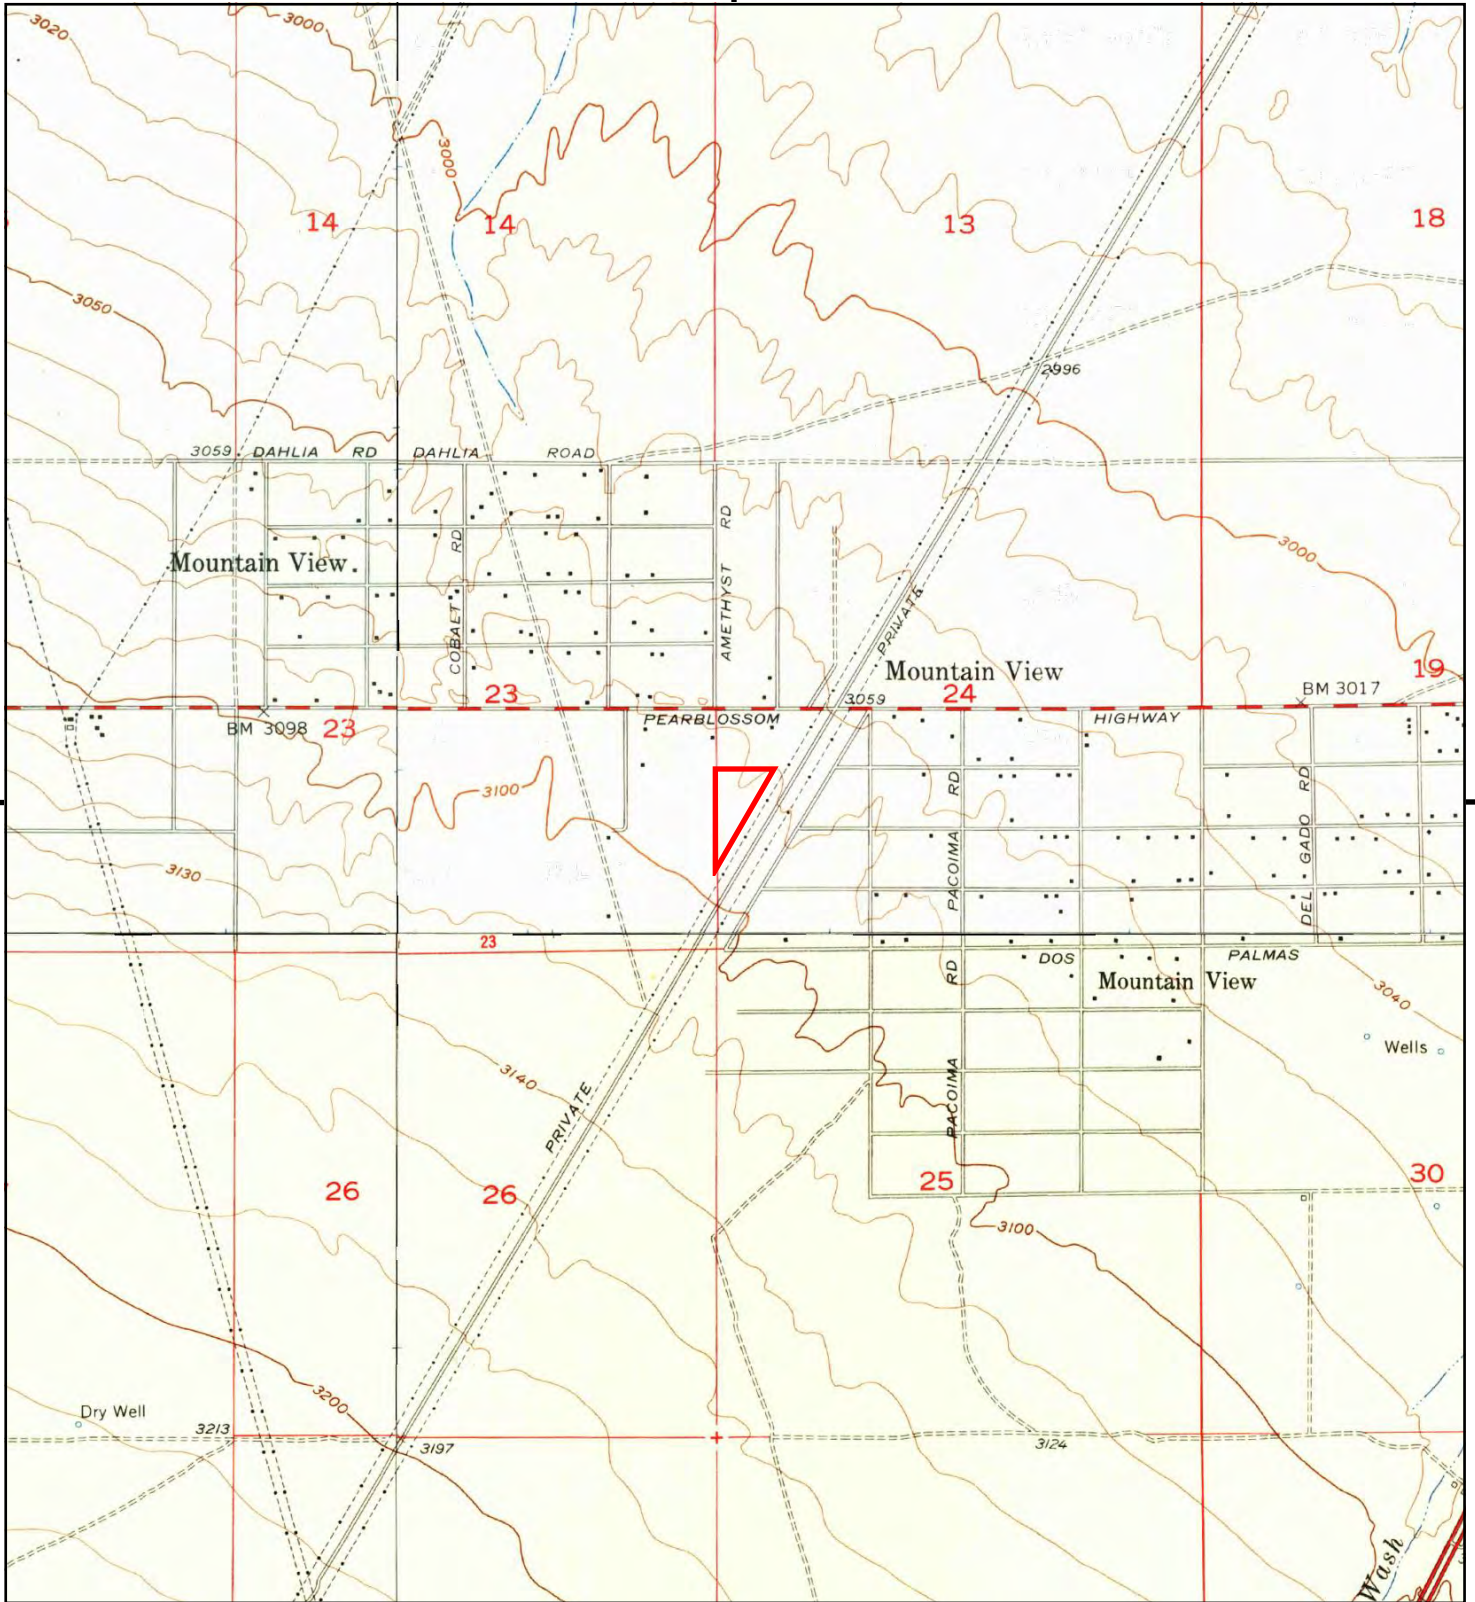 3020
3000
3000
14
14
13
18
3050
2996
3059
DAHLIA RD
DAHLIA ROAD
Mountain View
COBALT RD
AMETHYST RD
PRIVATE
3000
Mountain View
23
24
19
3059
BM 3017
BM 3098
23
PEARBLOSSOM
HIGHWAY
3100
PACOIMA RD
DEL GADO RD
3130
23
DOS
PALMAS
Mountain View
RD
3040
Wells
3140
PACOIMA
PRIVATE
26
26
25
30
3100
3200
Dry Well
3213
3197
3124
Wash